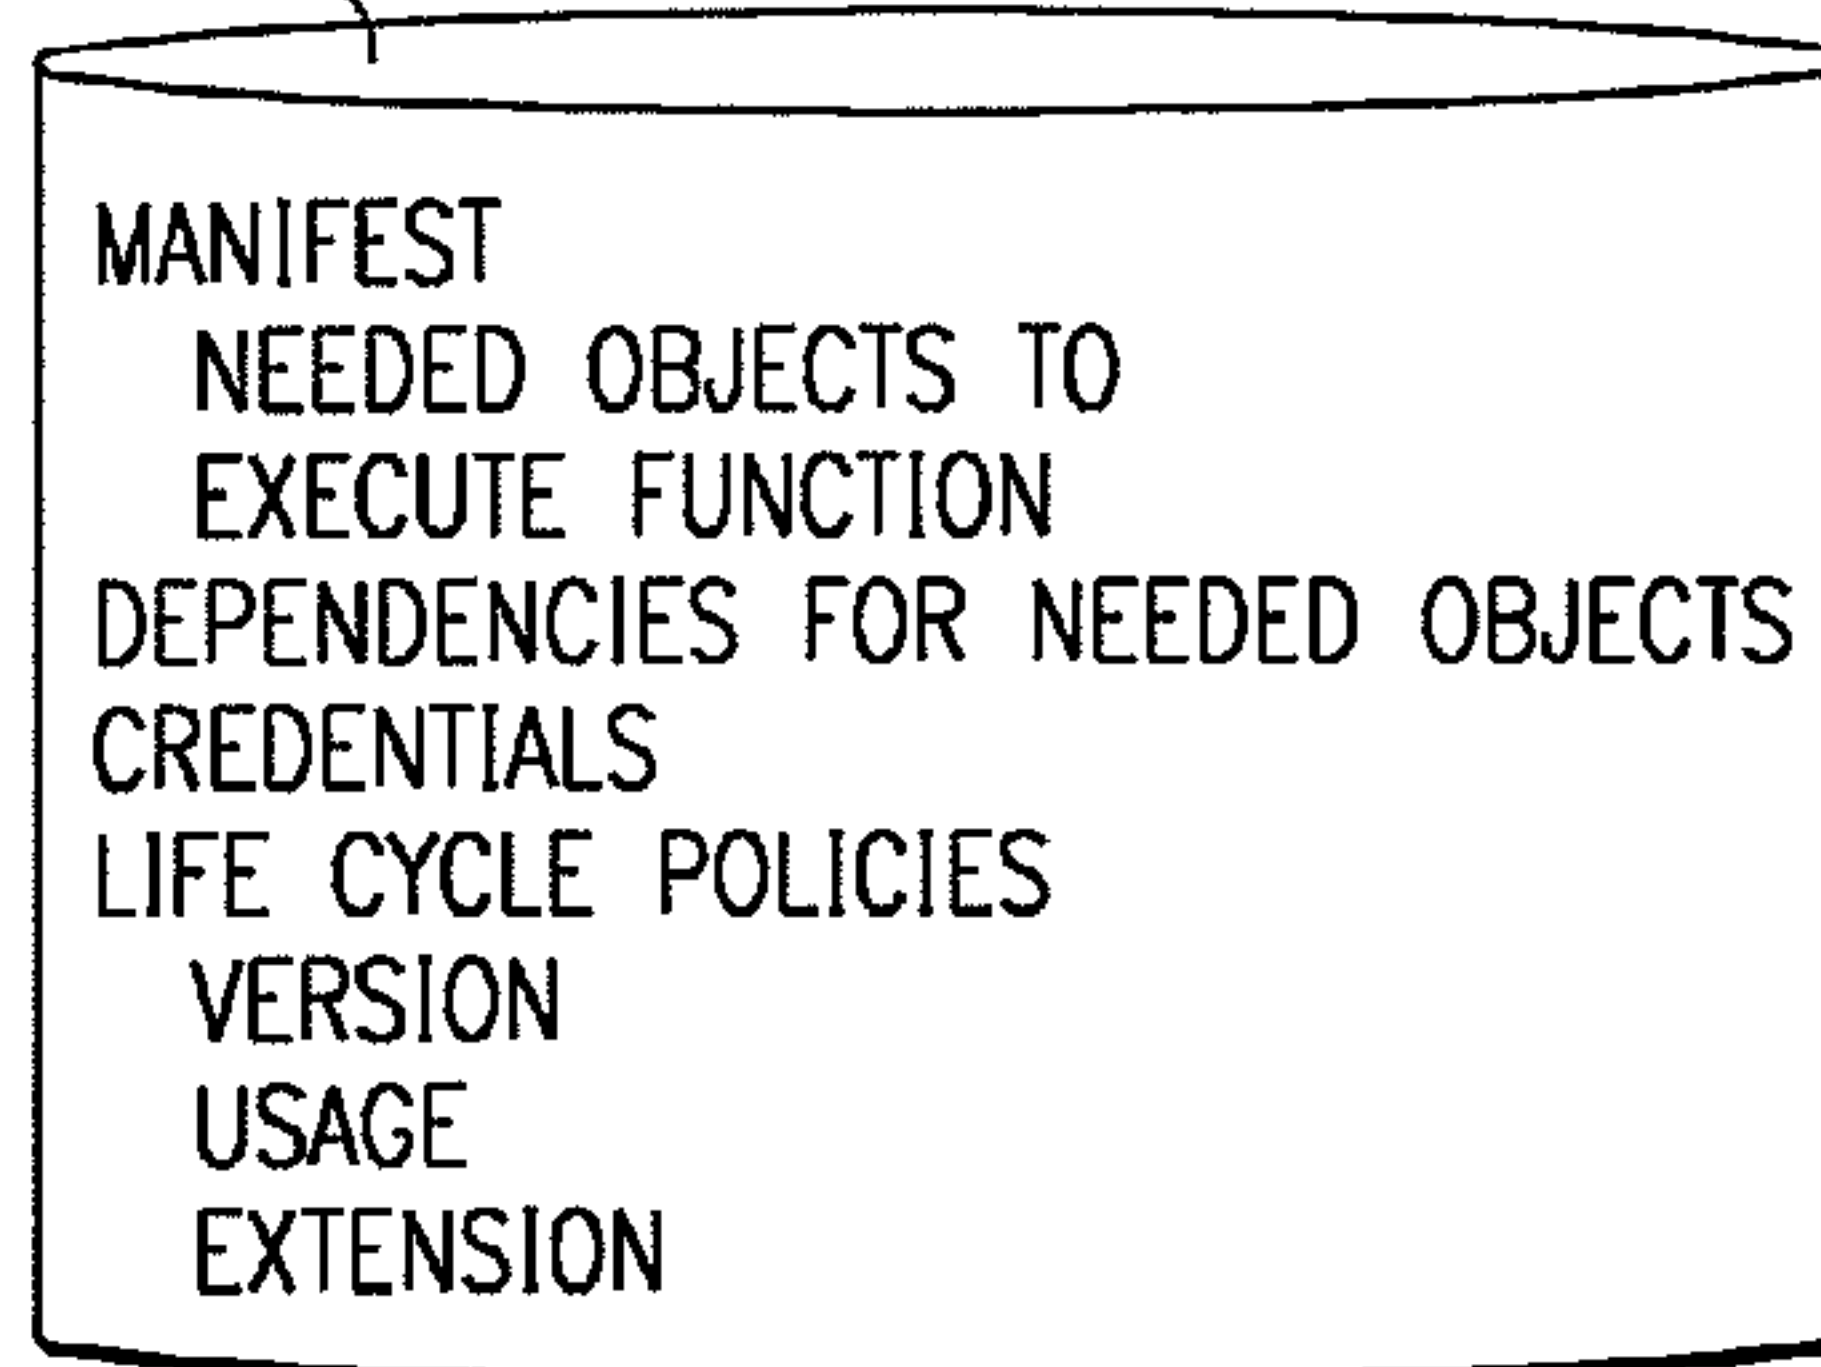 MANIFEST
NEEDED OBJECTS TO
EXECUTE FUNCTION
DEPENDENCIES FOR NEEDED OBJECTS
CREDENTIALS
LIFE CYCLE POLICIES
VERSION
USAGE
EXTENSION